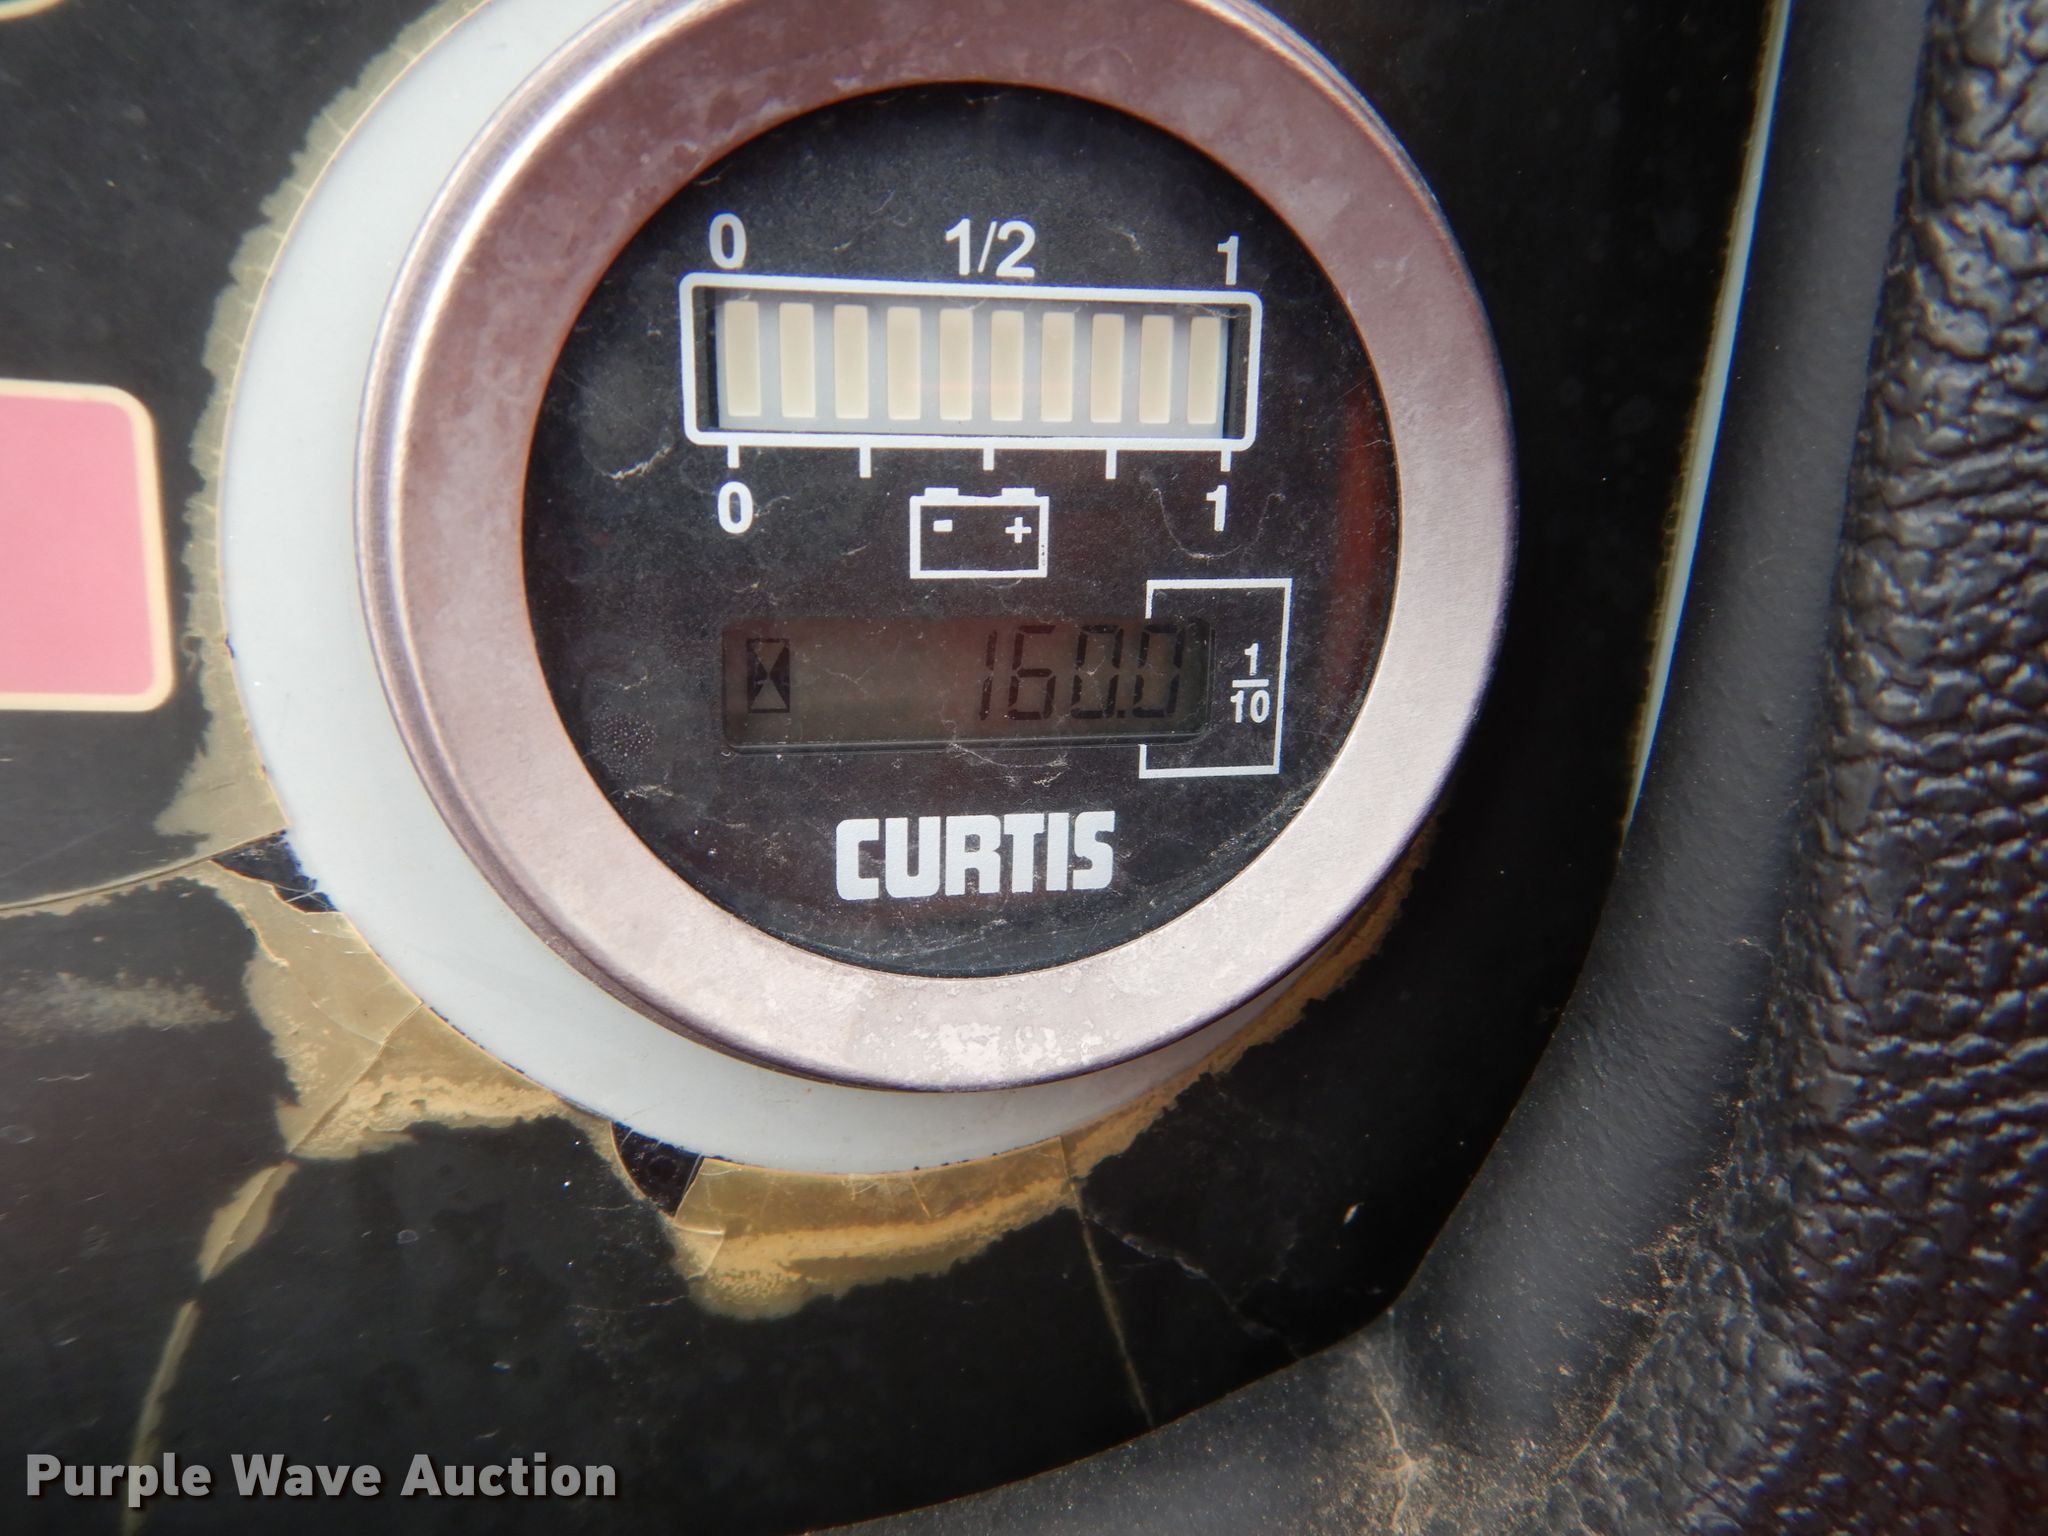 0 1/2 1
0 1
- +
160.0
1
10
CURTIS
Purple Wave Auction